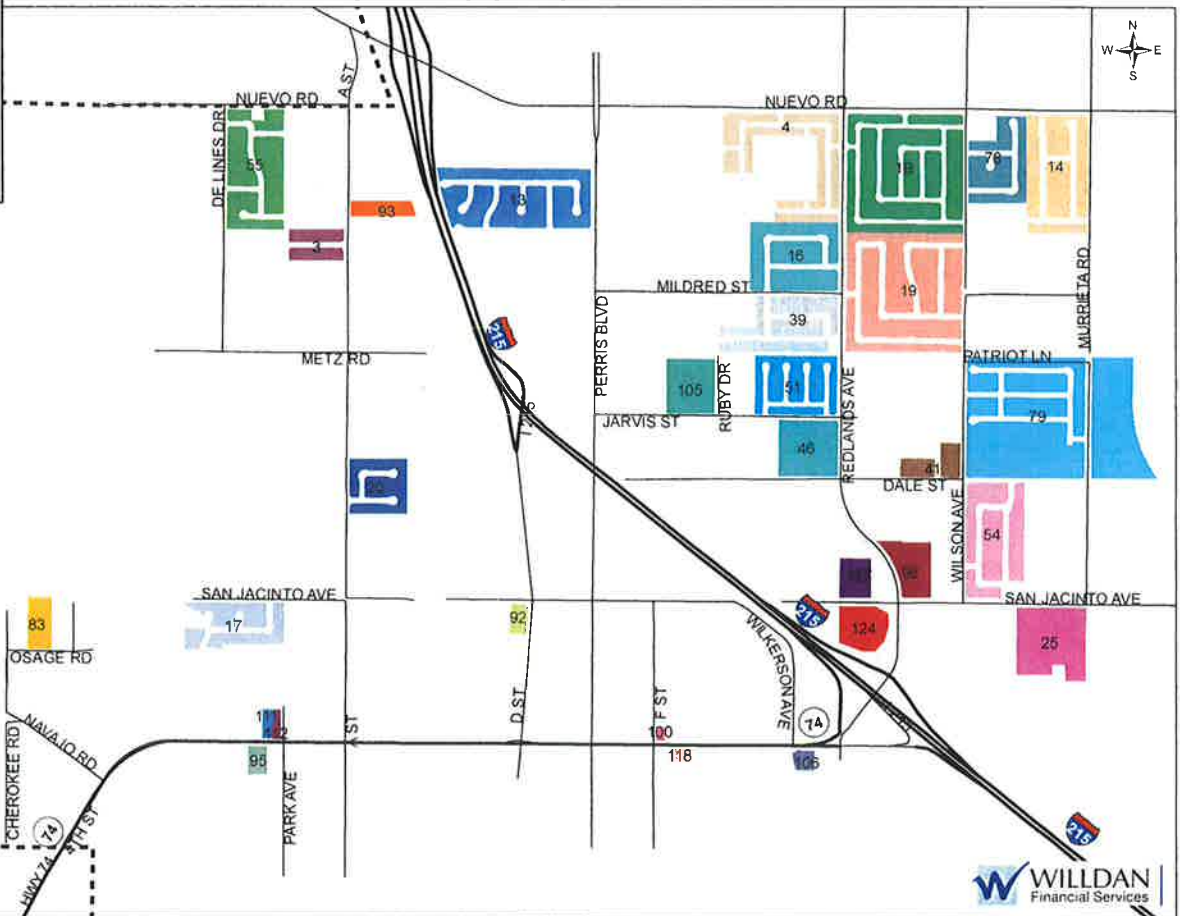 N
W E
S
A ST
NUEVO RD
NUEVO RD
DE LINES DR
4
55
18
78
14
93
13
3
16
MILDRED ST
19
MURRIETA RD
39
215
PERRIS BLVD
METZ RD
PATRIOT LN
105
RUBY DR
51
REDLANDS AVE
79
JARVIS ST
46
41
DALE ST
WILSON AVE
54
SAN JACINTO AVE
SAN JACINTO AVE
83
17
92
215
124
25
OSAGE RD
WILKERSON AVE
D ST
F ST
A ST
111
74
100
118
95
106
NAVAJO RD
CHEROKEE RD
PARK AVE
74
4TH ST
HWY 74
215
WILLDAN
Financial Services